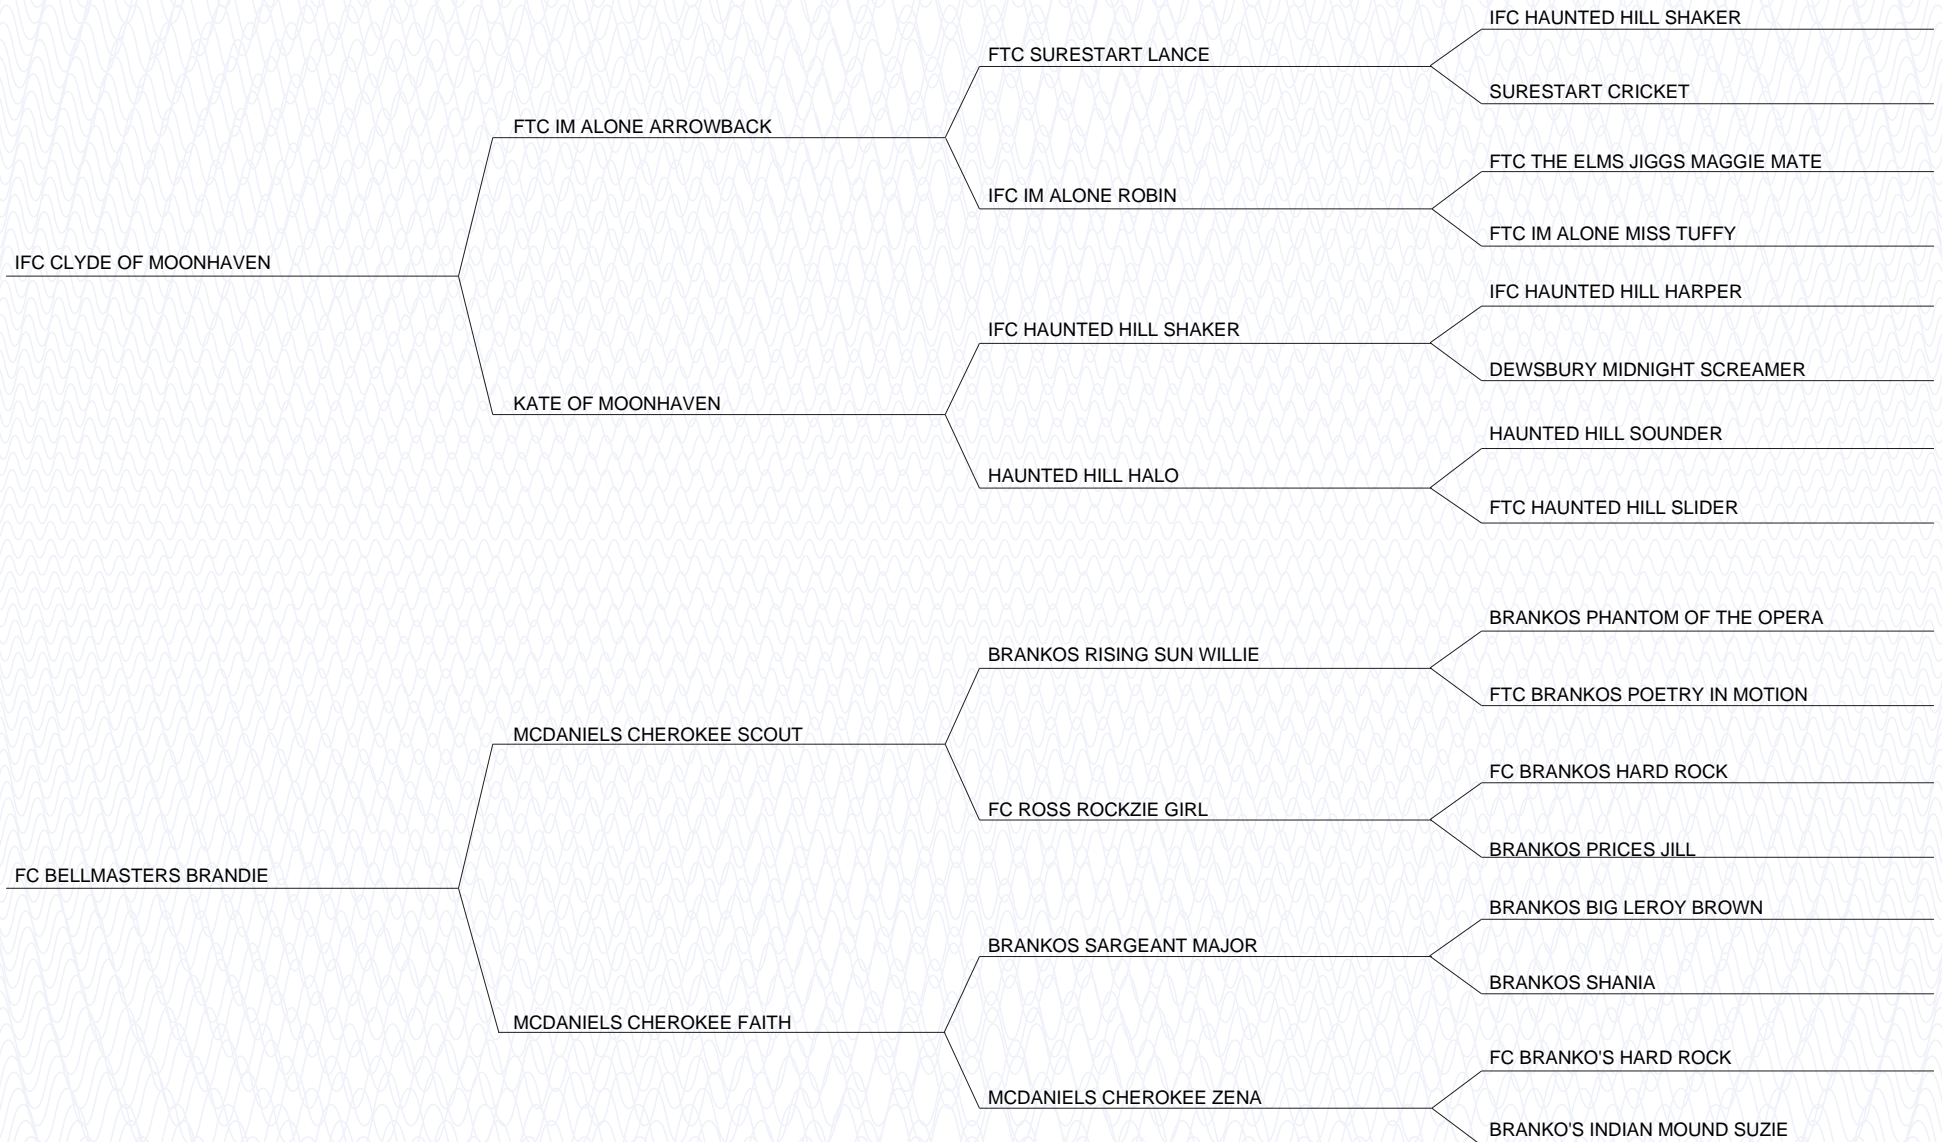 IFC HAUNTED HILL SHAKER
FTC SURESTART LANCE
SURESTART CRICKET
FTC IM ALONE ARROWBACK
FTC THE ELMS JIGGS MAGGIE MATE
IFC IM ALONE ROBIN
FTC IM ALONE MISS TUFFY
IFC CLYDE OF MOONHAVEN
IFC HAUNTED HILL HARPER
IFC HAUNTED HILL SHAKER
DEWSBURY MIDNIGHT SCREAMER
KATE OF MOONHAVEN
HAUNTED HILL SOUNDER
HAUNTED HILL HALO
FTC HAUNTED HILL SLIDER
BRANKOS PHANTOM OF THE OPERA
BRANKOS RISING SUN WILLIE
FTC BRANKOS POETRY IN MOTION
MCDANIELS CHEROKEE SCOUT
FC BRANKOS HARD ROCK
FC ROSS ROCKZIE GIRL
BRANKOS PRICES JILL
FC BELLMASTERS BRANDIE
BRANKOS BIG LEROY BROWN
BRANKOS SARGEANT MAJOR
BRANKOS SHANIA
MCDANIELS CHEROKEE FAITH
FC BRANKO'S HARD ROCK
MCDANIELS CHEROKEE ZENA
BRANKO'S INDIAN MOUND SUZIE